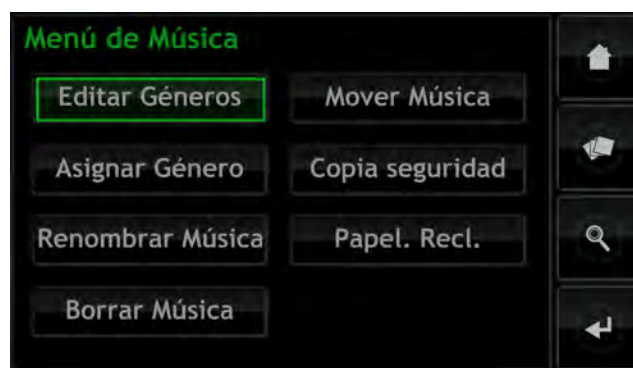 Menú de Música
Editar Géneros
Mover Música
Asignar Género
Copia seguridad
Renombrar Música
Papel. Recl.
Borrar Música